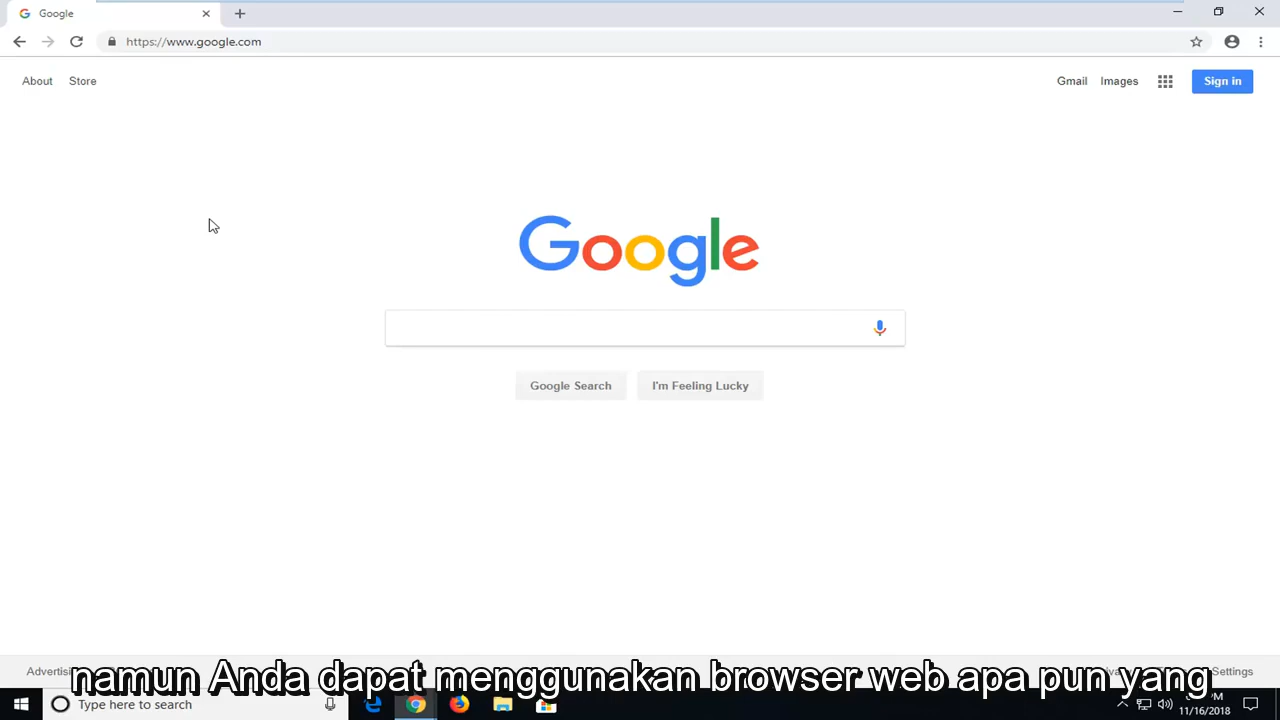 Google
https://www.google.com
About Store
Gmail Images Sign in
Google
Google Search I'm Feeling Lucky
Settings
namun Anda dapat menggunakan browser web apa pun yang
Type here to search
11/16/2018